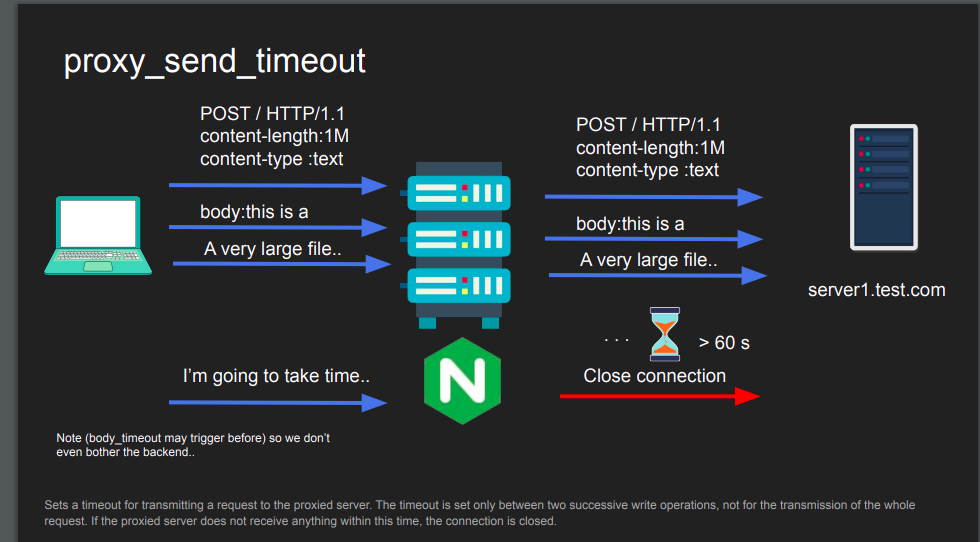 proxy_send_timeout
POST / HTTP/1.1
content-length:1M
content-type :text
body:this is a
A very large file..
I'm going to take time..
Note (body_timeout may trigger before) so we don't
even bother the backend..
N
POST / HTTP/1.1
content-length:1M
content-type :text
body:this is a
A very large file..
. . .
> 60 s
Close connection
server1.test.com
Sets a timeout for transmitting a request to the proxied server. The timeout is set only between two successive write operations, not for the transmission of the whole
request. If the proxied server does not receive anything within this time, the connection is closed.